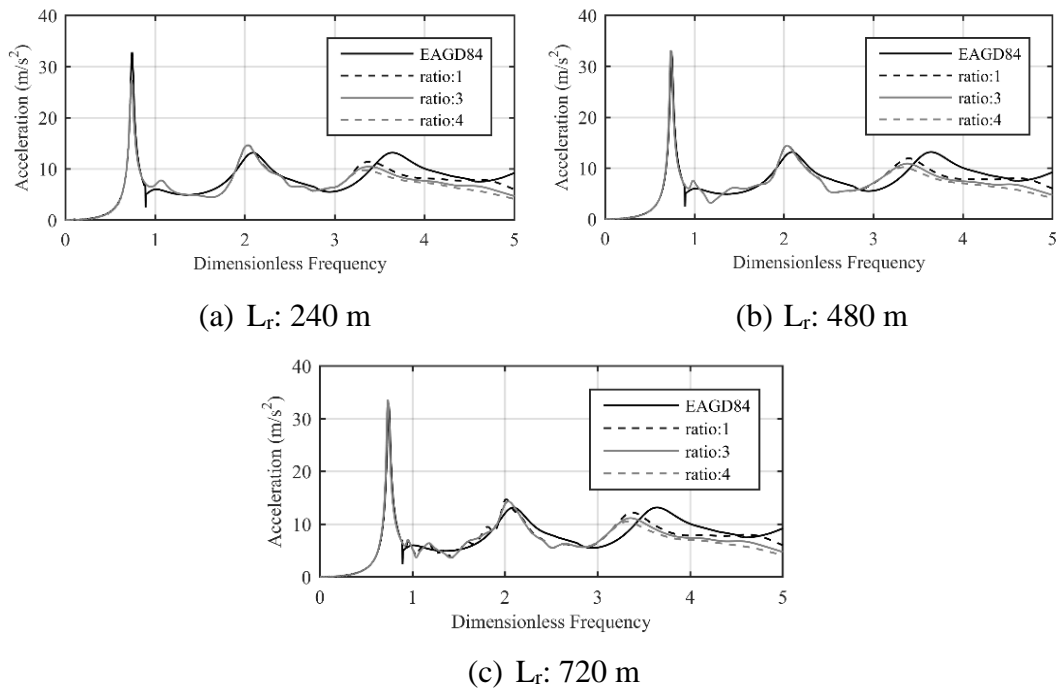 40
30
20
10
0
Acceleration (m/s²)
EAGD84
ratio:1
ratio:3
ratio:4
0 1 2 3 4 5
Dimensionless Frequency
(a) Lᵣ: 240 m
40
30
20
10
0
Acceleration (m/s²)
EAGD84
ratio:1
ratio:3
ratio:4
0 1 2 3 4 5
Dimensionless Frequency
(b) Lᵣ: 480 m
40
30
20
10
0
Acceleration (m/s²)
EAGD84
ratio:1
ratio:3
ratio:4
0 1 2 3 4 5
Dimensionless Frequency
(c) Lᵣ: 720 m